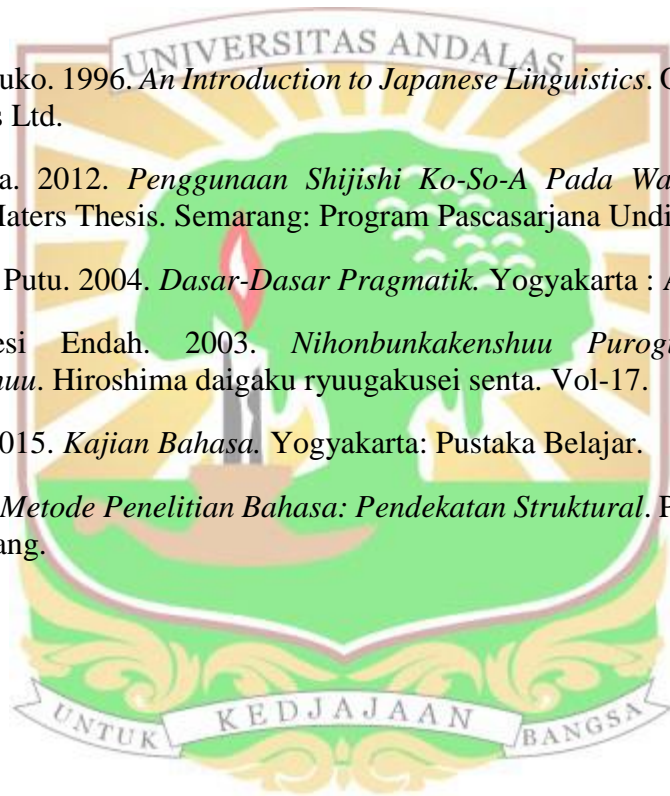 UNIVERSITAS ANDALAS
uko. 1996. An Introduction to Japanese Linguistics.
s Ltd.
a. 2012. Penggunaan Shijishi Ko-So-A Pada
aters Thesis. Semarang: Program Pascasarjana Undi
Putu. 2004. Dasar-Dasar Pragmatik. Yogyakarta : A
esi Endah. 2003. Nihonbunkakenshuu
uu. Hiroshima daigaku ryuugakusei senta. Vol-17.
015. Kajian Bahasa. Yogyakarta: Pustaka Belajar.
Metode Penelitian Bahasa: Pendekatan Struktural.
ang.
UNTUK KEDJAJAAN BANGSA